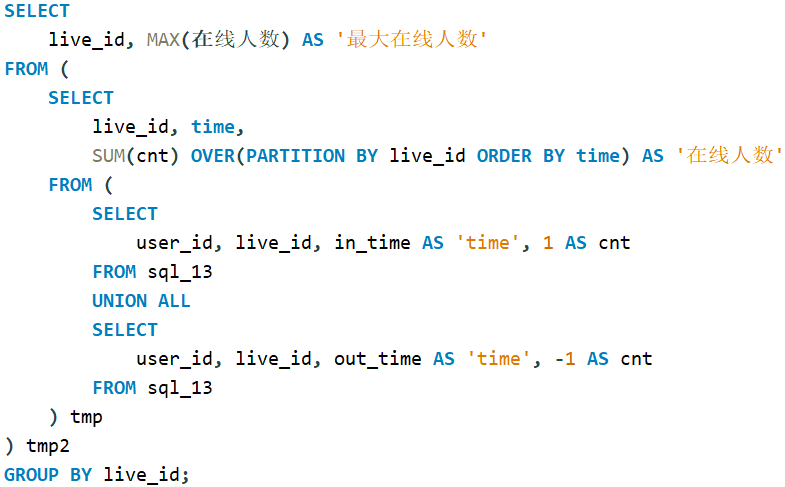 SELECT
live_id, MAX(在线人数) AS '最大在线人数'
FROM (
SELECT
live_id, time,
SUM(cnt) OVER(PARTITION BY live_id ORDER BY time) AS '在线人数'
FROM (
SELECT
user_id, live_id, in_time AS 'time', 1 AS cnt
FROM sql_13
UNION ALL
SELECT
user_id, live_id, out_time AS 'time', -1 AS cnt
FROM sql_13
) tmp
) tmp2
GROUP BY live_id;